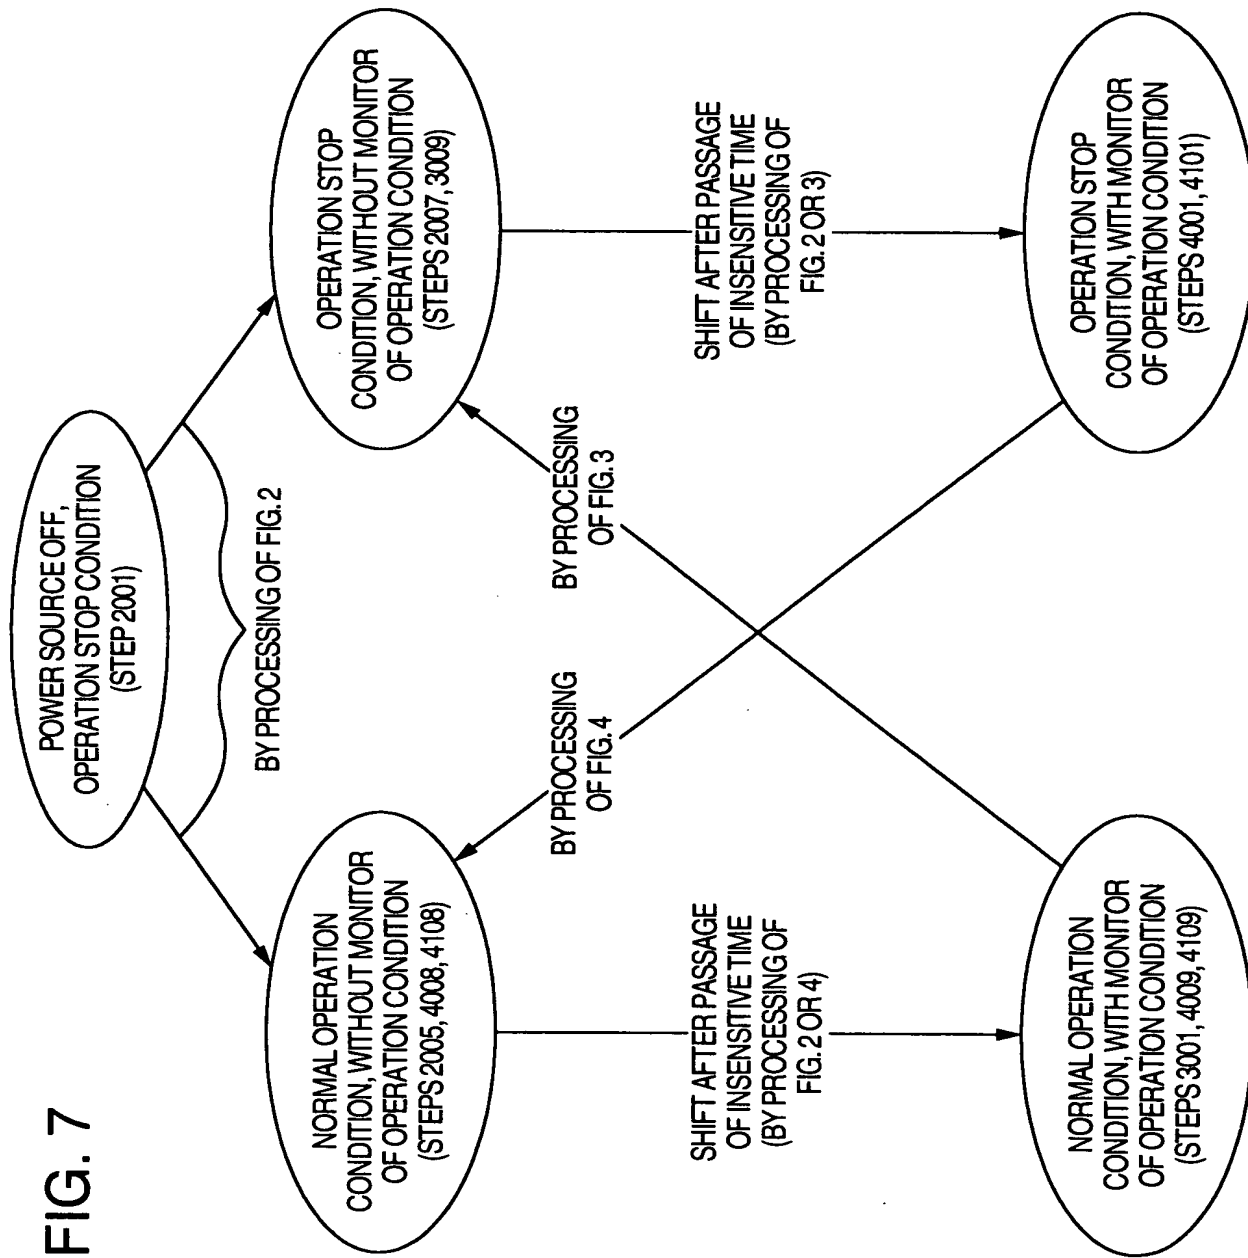 FIG. 7
POWER SOURCE OFF,
OPERATION STOP CONDITION
(STEP 2001)
BY PROCESSING OF FIG. 2
NORMAL OPERATION
CONDITION, WITHOUT MONITOR
OF OPERATION CONDITION
(STEPS 2005, 4008, 4108)
OPERATION STOP
CONDITION, WITHOUT MONITOR
OF OPERATION CONDITION
(STEPS 2007, 3009)
BY PROCESSING
OF FIG. 4
BY PROCESSING
OF FIG. 3
SHIFT AFTER PASSAGE
OF INSENSITIVE TIME
(BY PROCESSING OF
FIG. 2 OR 4)
SHIFT AFTER PASSAGE
OF INSENSITIVE TIME
(BY PROCESSING OF
FIG. 2 OR 3)
NORMAL OPERATION
CONDITION, WITH MONITOR
OF OPERATION CONDITION
(STEPS 3001, 4009, 4109)
OPERATION STOP
CONDITION, WITH MONITOR
OF OPERATION CONDITION
(STEPS 4001, 4101)